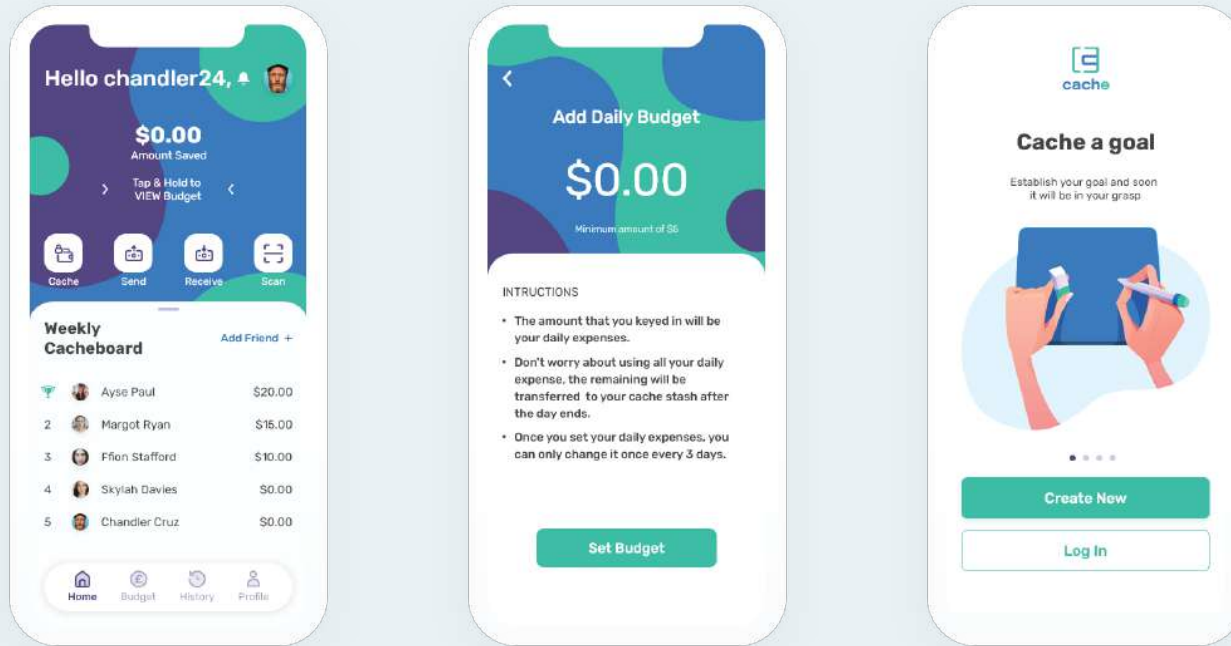 Hello chandler24,
$0.00
Amount Saved
Tap & Hold to
VIEW Budget
Cache
Send
Receive
Scan
Weekly
Cacheboard
Add Friend +
Ayse Paul $20.00
2 Margot Ryan $15.00
3 Ffion Stafford $10.00
4 Skylah Davies $0.00
5 Chandler Cruz $0.00
Home
Budget
History
Profile
Add Daily Budget
$0.00
Minimum amount of $5
INTRUCTIONS
• The amount that you keyed in will be
your daily expenses.
• Don't worry about using all your daily
expense, the remaining will be
transferred to your cache stash after
the day ends.
• Once you set your daily expenses, you
can only change it once every 3 days.
Set Budget
cache
Cache a goal
Establish your goal and soon
it will be in your grasp
Create New
Log In